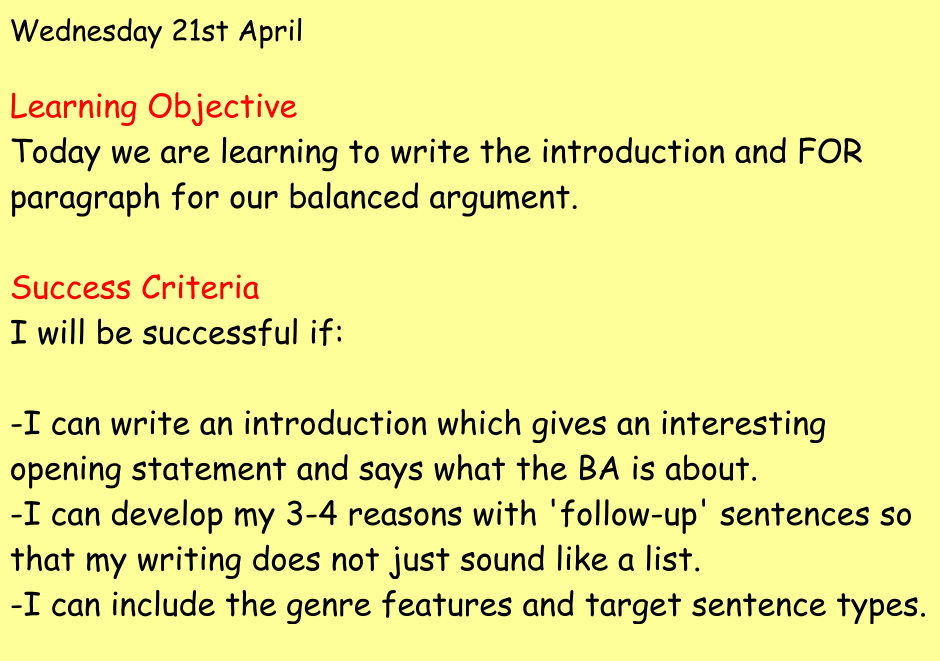 Wednesday 21st April
Learning Objective
Today we are learning to write the introduction and FOR
paragraph for our balanced argument.
Success Criteria
I will be successful if:
-I can write an introduction which gives an interesting
opening statement and says what the BA is about.
-I can develop my 3-4 reasons with 'follow-up' sentences so
that my writing does not just sound like a list.
-I can include the genre features and target sentence types.